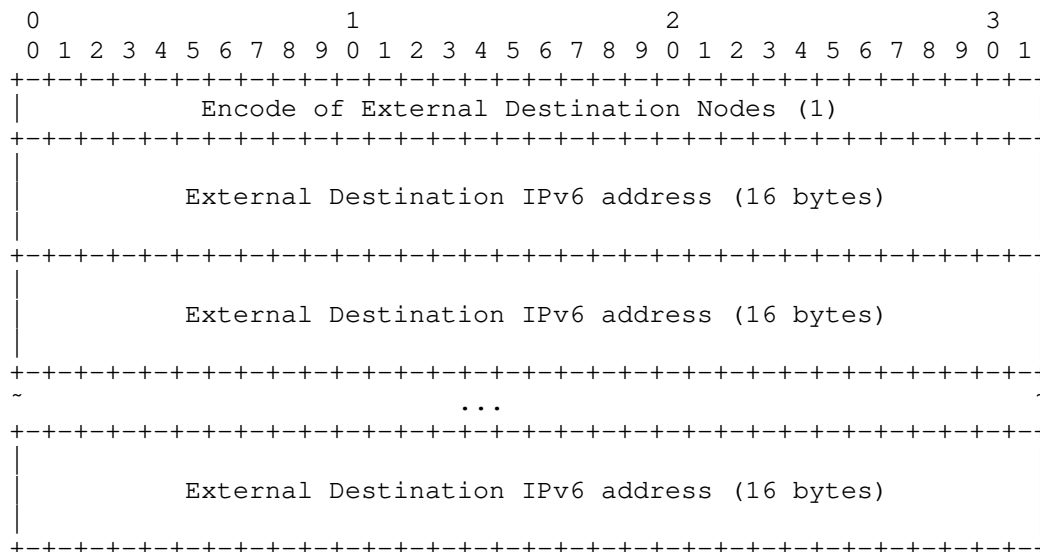 0                   1                   2                   3
 0 1 2 3 4 5 6 7 8 9 0 1 2 3 4 5 6 7 8 9 0 1 2 3 4 5 6 7 8 9 0 1
+-+-+-+-+-+-+-+-+-+-+-+-+-+-+-+-+-+-+-+-+-+-+-+-+-+-+-+-+-+-+-+--
|           Encode of External Destination Nodes (1)
+-+-+-+-+-+-+-+-+-+-+-+-+-+-+-+-+-+-+-+-+-+-+-+-+-+-+-+-+-+-+-+--
|
|          External Destination IPv6 address (16 bytes)
|
+-+-+-+-+-+-+-+-+-+-+-+-+-+-+-+-+-+-+-+-+-+-+-+-+-+-+-+-+-+-+-+--
|
|          External Destination IPv6 address (16 bytes)
|
+-+-+-+-+-+-+-+-+-+-+-+-+-+-+-+-+-+-+-+-+-+-+-+-+-+-+-+-+-+-+-+--
~                           ...                                 ~
+-+-+-+-+-+-+-+-+-+-+-+-+-+-+-+-+-+-+-+-+-+-+-+-+-+-+-+-+-+-+-+--
|
|          External Destination IPv6 address (16 bytes)
|
+-+-+-+-+-+-+-+-+-+-+-+-+-+-+-+-+-+-+-+-+-+-+-+-+-+-+-+-+-+-+-+--